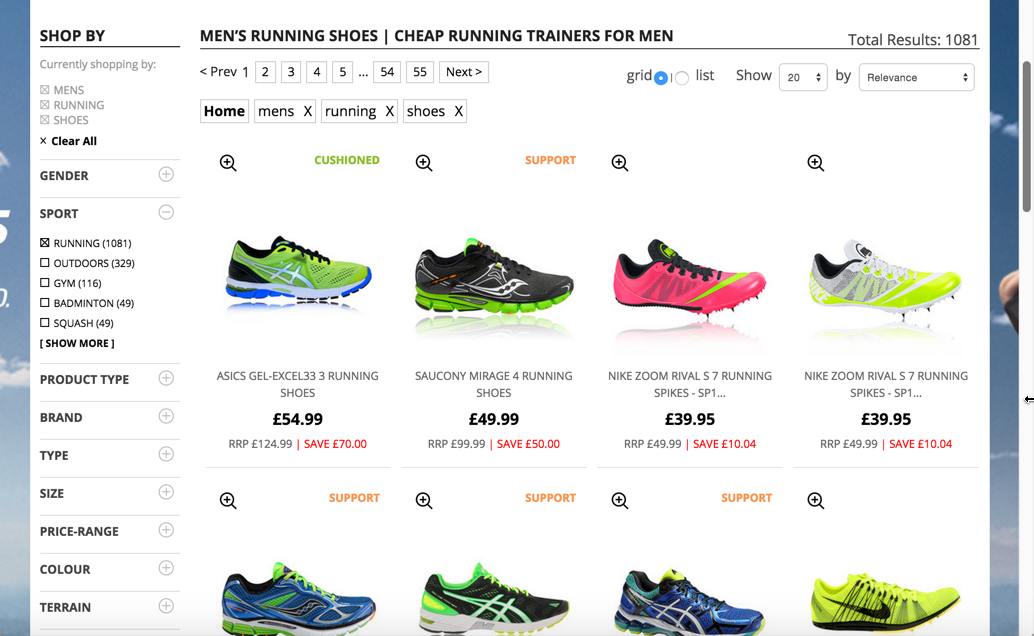 SHOP BY
Currently shopping by:
MENS
RUNNING
SHOES
x Clear All
GENDER
SPORT
RUNNING (1081)
OUTDOORS (329)
GYM (116)
BADMINTON (49)
SQUASH (49)
[ SHOW MORE ]
PRODUCT TYPE
BRAND
TYPE
SIZE
PRICE-RANGE
COLOUR
TERRAIN
MEN'S RUNNING SHOES | CHEAP RUNNING TRAINERS FOR MEN
Total Results: 1081
< Prev 1 2 3 4 5 ... 54 55 Next >
grid | list Show 20 by Relevance
Home mens X running X shoes X
CUSHIONED
SUPPORT
ASICS GEL-EXCEL33 3 RUNNING
SHOES
£54.99
RRP £124.99 | SAVE £70.00
SAUCONY MIRAGE 4 RUNNING
SHOES
£49.99
RRP £99.99 | SAVE £50.00
NIKE ZOOM RIVAL S 7 RUNNING
SPIKES - SP1...
£39.95
RRP £49.99 | SAVE £10.04
NIKE ZOOM RIVAL S 7 RUNNING
SPIKES - SP1...
£39.95
RRP £49.99 | SAVE £10.04
SUPPORT
SUPPORT
SUPPORT